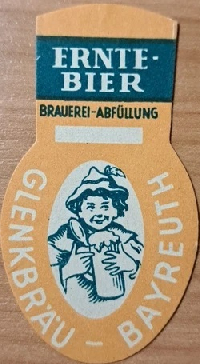 ERNTE-
BIER
BRAUEREI-ABFÜLLUNG
GLENKBRÄU - BAYREUTH